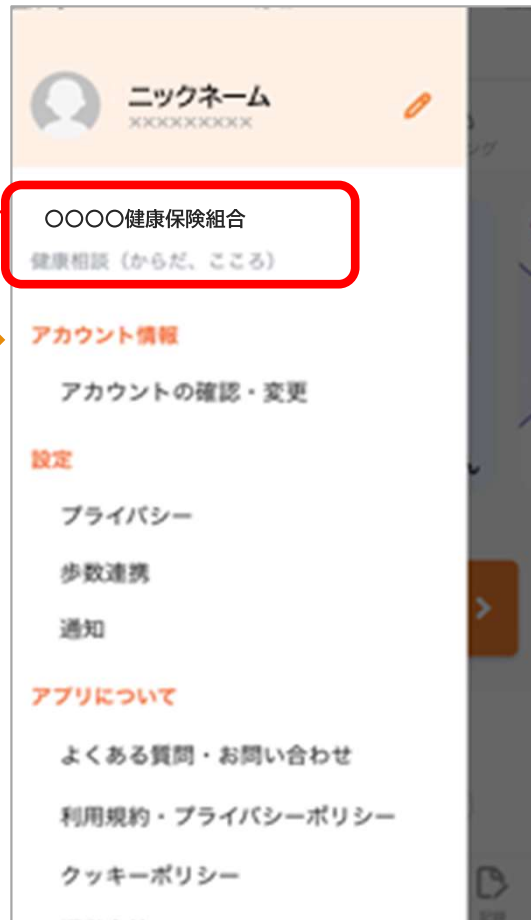 ニックネーム
×××××××××
〇〇〇〇健康保険組合
健康相談（からだ、こころ）
アカウント情報
アカウントの確認・変更
設定
プライバシー
歩数連携
通知
アプリについて
よくある質問・お問い合わせ
利用規約・プライバシーポリシー
クッキーポリシー